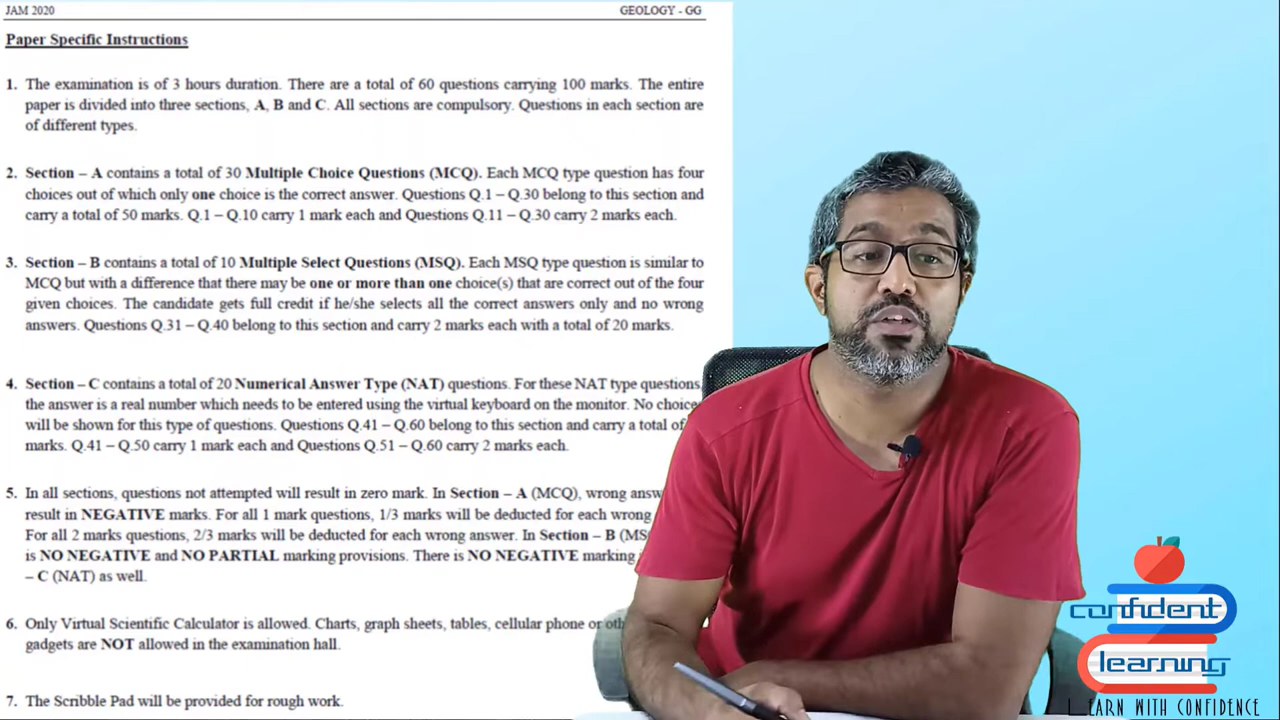 JAM 2020 GEOLOGY - GG
Paper Specific Instructions
1. The examination is of 3 hours duration. There are a total of 60 questions carrying 100 marks. The entire
paper is divided into three sections, A, B and C. All sections are compulsory. Questions in each section are
of different types.
2. Section – A contains a total of 30 Multiple Choice Questions (MCQ). Each MCQ type question has four
choices out of which only one choice is the correct answer. Questions Q.1 – Q.30 belong to this section and
carry a total of 50 marks. Q.1 – Q.10 carry 1 mark each and Questions Q.11 – Q.30 carry 2 marks each.
3. Section – B contains a total of 10 Multiple Select Questions (MSQ). Each MSQ type question is similar to
MCQ but with a difference that there may be one or more than one choice(s) that are correct out of the four
given choices. The candidate gets full credit if he/she selects all the correct answers only and no wrong
answers. Questions Q.31 – Q.40 belong to this section and carry 2 marks each with a total of 20 marks.
4. Section – C contains a total of 20 Numerical Answer Type (NAT) questions. For these NAT type questions,
the answer is a real number which needs to be entered using the virtual keyboard on the monitor. No choice
will be shown for this type of questions. Questions Q.41 – Q.60 belong to this section and carry a total of
marks. Q.41 – Q.50 carry 1 mark each and Questions Q.51 – Q.60 carry 2 marks each.
5. In all sections, questions not attempted will result in zero mark. In Section – A (MCQ), wrong answ
result in NEGATIVE marks. For all 1 mark questions, 1/3 marks will be deducted for each wrong
For all 2 marks questions, 2/3 marks will be deducted for each wrong answer. In Section – B (MS
is NO NEGATIVE and NO PARTIAL marking provisions. There is NO NEGATIVE marking
– C (NAT) as well.
6. Only Virtual Scientific Calculator is allowed. Charts, graph sheets, tables, cellular phone or oth
gadgets are NOT allowed in the examination hall.
7. The Scribble Pad will be provided for rough work.
confident
learning
LEARN WITH CONFIDENCE